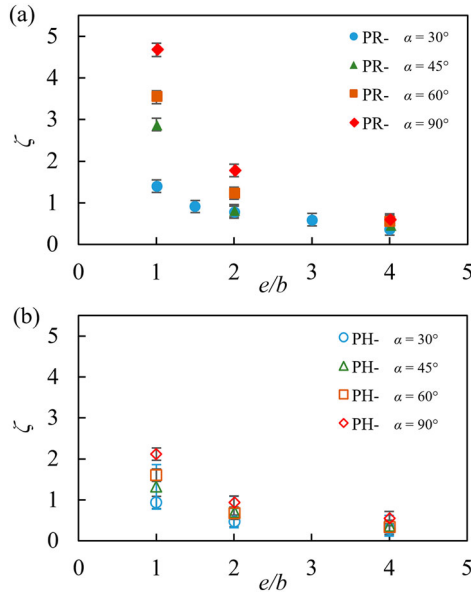 (a)
5
4
3
2
1
0
ζ
PR- α = 30°
PR- α = 45°
PR- α = 60°
PR- α = 90°
0 1 2 3 4 5
e/b
(b)
5
4
3
2
1
0
ζ
PH- α = 30°
PH- α = 45°
PH- α = 60°
PH- α = 90°
0 1 2 3 4 5
e/b